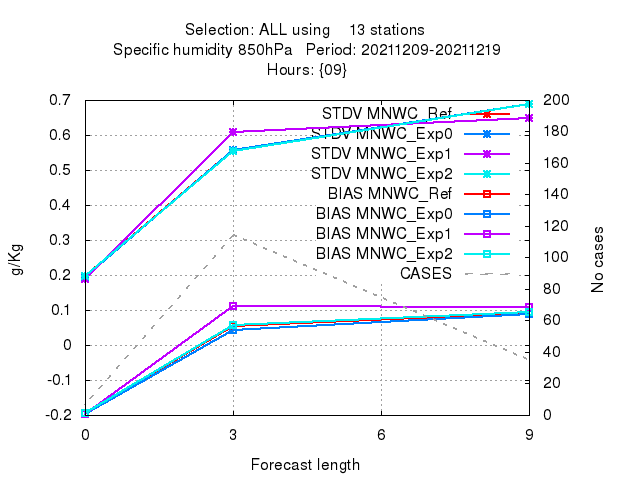 Selection: ALL using 13 stations
Specific humidity 850hPa Period: 20211209-20211219
Hours: {09}
0.7
0.6
0.5
0.4
0.3
0.2
0.1
0
-0.1
-0.2
g/Kg
200
180
160
140
120
100
80
60
40
20
0
No cases
STDV MNWC_Ref
STDV MNWC_Exp0
STDV MNWC_Exp1
STDV MNWC_Exp2
BIAS MNWC_Ref
BIAS MNWC_Exp0
BIAS MNWC_Exp1
BIAS MNWC_Exp2
CASES
0 3 6 9
Forecast length